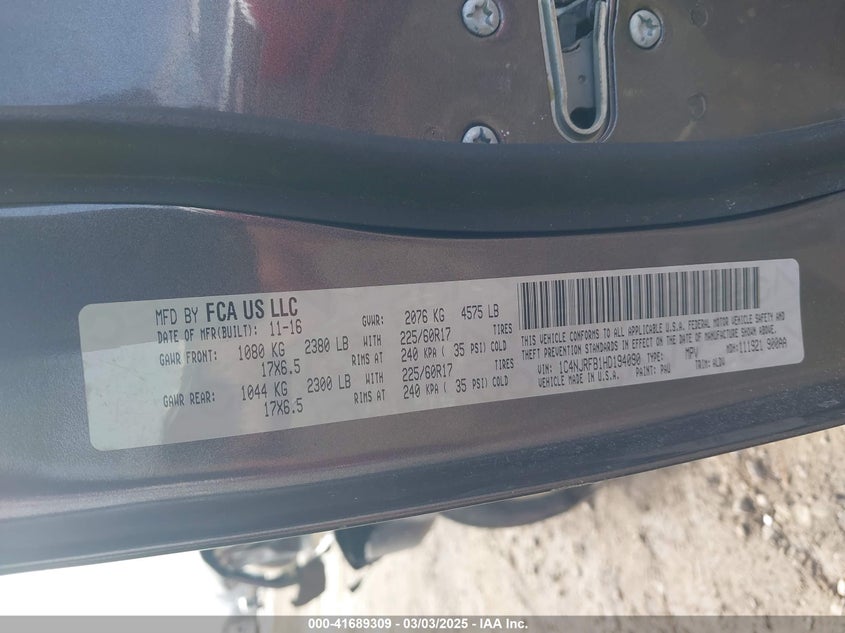 MFD BY FCA US LLC
DATE OF MFR(BUILT): 11-16 GVWR: 2076 KG 4575 LB
GAWR FRONT: 1080 KG 2380 LB WITH 225/60R17 TIRES
17X6.5 RIMS AT 240 KPA ( 35 PSI) COLD
GAWR REAR: 1044 KG 2300 LB WITH 225/60R17 TIRES
17X6.5 RIMS AT 240 KPA ( 35 PSI) COLD
THIS VEHICLE CONFORMS TO ALL APPLICABLE U.S.A. FEDERAL MOTOR VEHICLE SAFETY AND
THEFT PREVENTION STANDARDS IN EFFECT ON THE DATE OF MANUFACTURE SHOWN ABOVE.
VIN: 1C4NJRFB1HD194090 TYPE: MPV MDH: 111921 900AA
VEHICLE MADE IN U.S.A. PAINT: PAU TRIM:
000-41689309 - 03/03/2025 - IAA Inc.